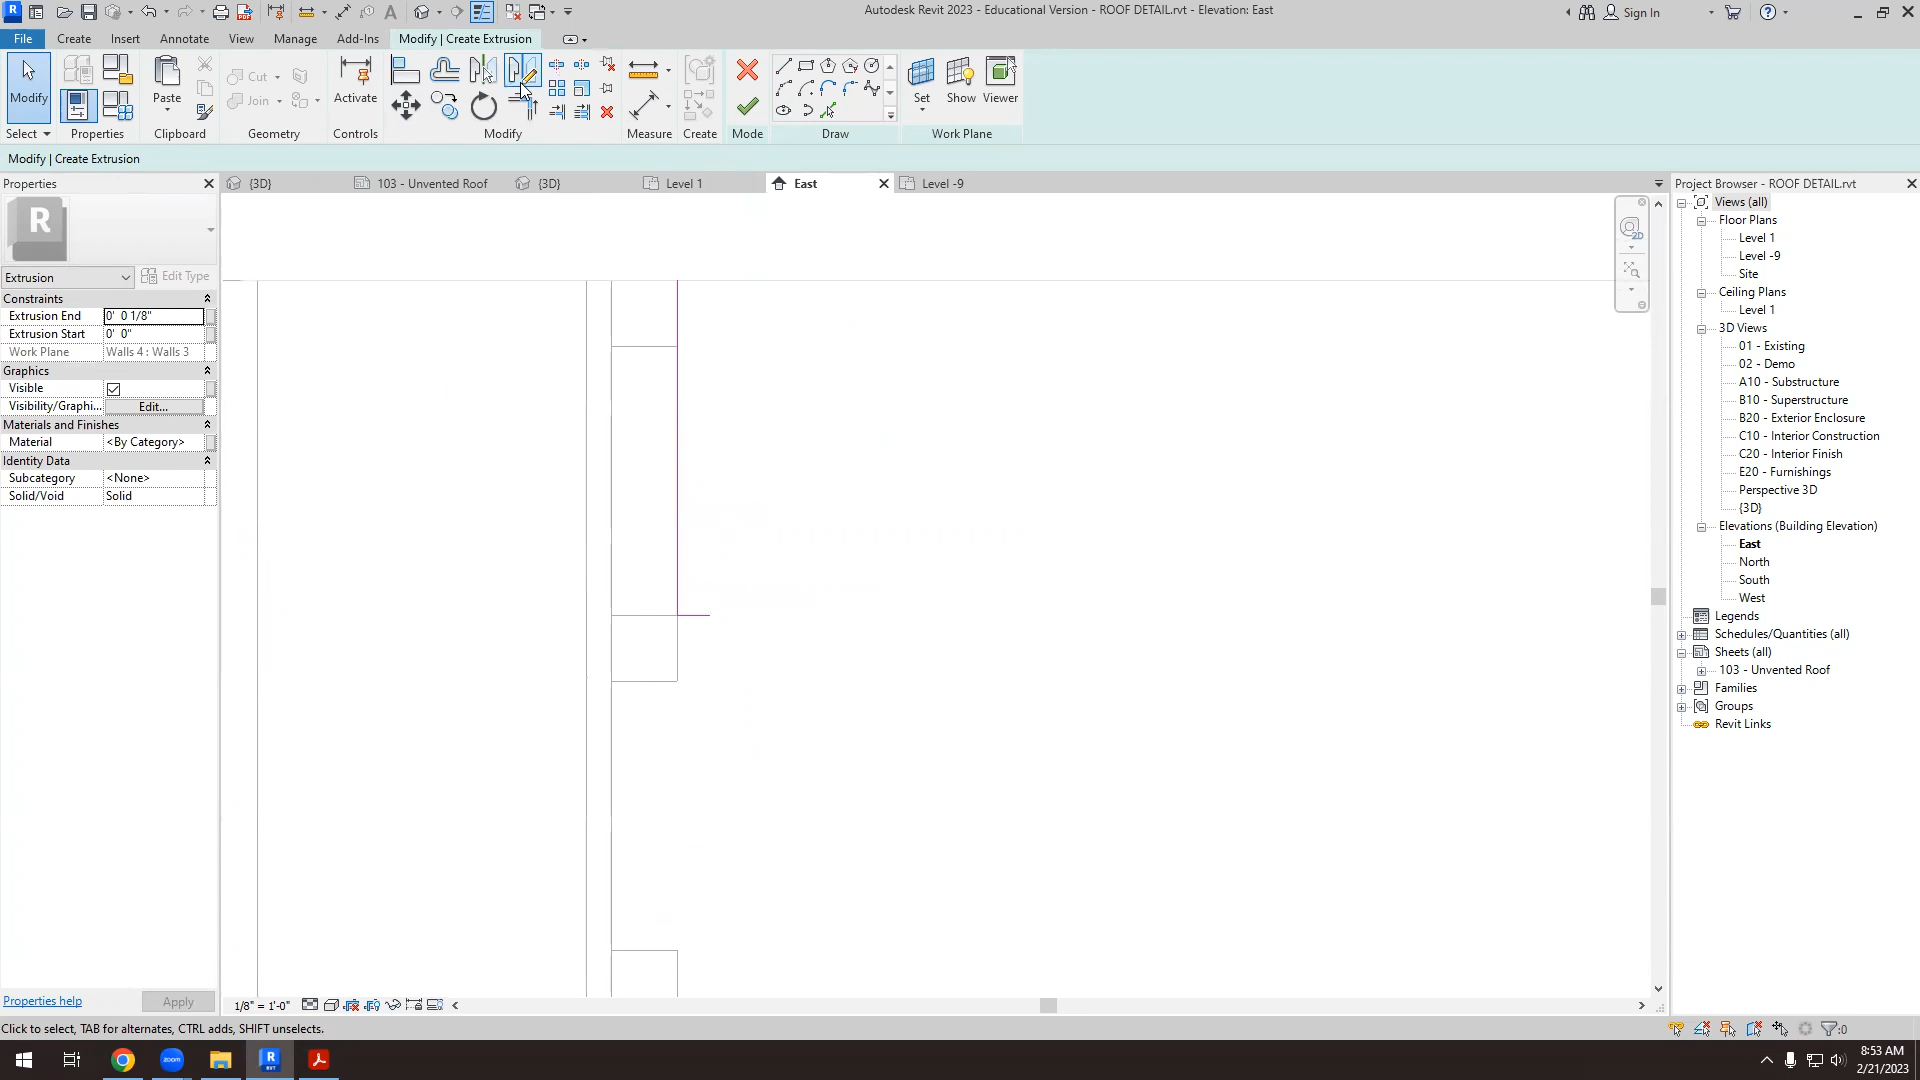 Autodesk Revit 2023 - Educational Version - ROOF DETAIL.rvt - Elevation: East
Sign In
File Create Insert Annotate View Manage Add-Ins Modify | Create Extrusion
Modify
Paste
Cut
Join
Activate
Set Show Viewer
Select Properties Clipboard Geometry Controls Modify Measure Create Mode Draw Work Plane
Modify | Create Extrusion
Properties
{3D}
103 - Unvented Roof
{3D}
Level 1
East
Level -9
Project Browser - ROOF DETAIL.rvt
R
Extrusion
Edit Type
Constraints
Extrusion End 0' 0 1/8"
Extrusion Start 0' 0"
Work Plane Walls 4 : Walls 3
Graphics
Visible
Visibility/Graphi... Edit...
Materials and Finishes
Material <By Category>
Identity Data
Subcategory <None>
Solid/Void Solid
Properties help
Apply
2D
Views (all)
Floor Plans
Level 1
Level -9
Site
Ceiling Plans
Level 1
3D Views
01 - Existing
02 - Demo
A10 - Substructure
B10 - Superstructure
B20 - Exterior Enclosure
C10 - Interior Construction
C20 - Interior Finish
E20 - Furnishings
Perspective 3D
{3D}
Elevations (Building Elevation)
East
North
South
West
Legends
Schedules/Quantities (all)
Sheets (all)
103 - Unvented Roof
Families
Groups
Revit Links
1/8" = 1'-0"
Click to select, TAB for alternates, CTRL adds, SHIFT unselects.
:0
zoom
R
RVT
8:53 AM
2/21/2023